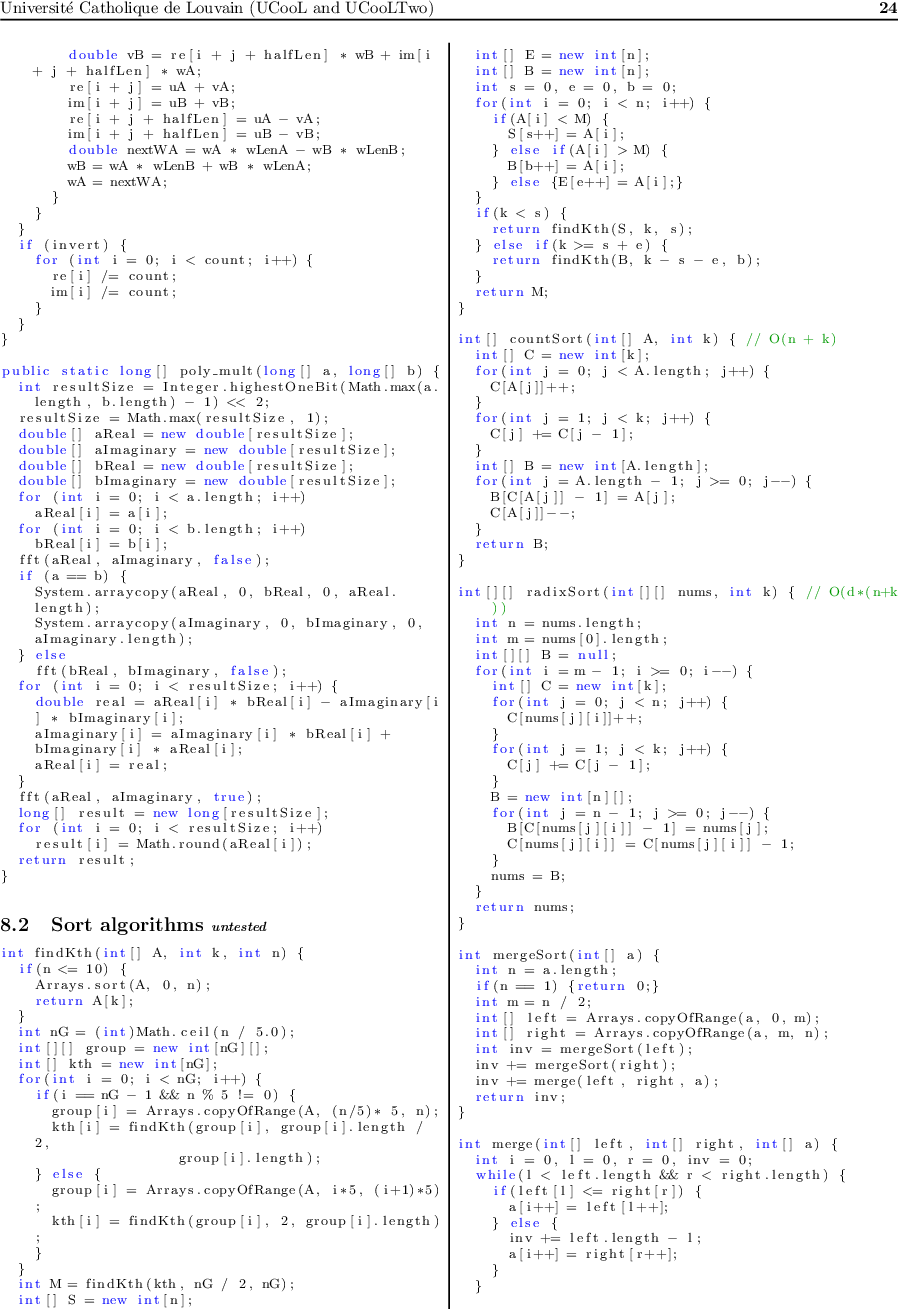 Université Catholique de Louvain (UCooL and UCooLTwo) 24
double vB = re[i + j + halfLen] * wB + im[i
+ j + halfLen] * wA;
re[i + j] = uA + vA;
im[i + j] = uB + vB;
re[i + j + halfLen] = uA − vA;
im[i + j + halfLen] = uB − vB;
double nextWA = wA * wLenA − wB * wLenB;
wB = wA * wLenB + wB * wLenA;
wA = nextWA;
}
}
}
if (invert) {
for (int i = 0; i < count; i++) {
re[i] /= count;
im[i] /= count;
}
}
}
public static long[] poly_mult(long[] a, long[] b) {
int resultSize = Integer.highestOneBit(Math.max(a.
length, b.length) − 1) << 2;
resultSize = Math.max(resultSize, 1);
double[] aReal = new double[resultSize];
double[] aImaginary = new double[resultSize];
double[] bReal = new double[resultSize];
double[] bImaginary = new double[resultSize];
for (int i = 0; i < a.length; i++)
aReal[i] = a[i];
for (int i = 0; i < b.length; i++)
bReal[i] = b[i];
fft(aReal, aImaginary, false);
if (a == b) {
System.arraycopy(aReal, 0, bReal, 0, aReal.
length);
System.arraycopy(aImaginary, 0, bImaginary, 0,
aImaginary.length);
} else
fft(bReal, bImaginary, false);
for (int i = 0; i < resultSize; i++) {
double real = aReal[i] * bReal[i] − aImaginary[i
] * bImaginary[i];
aImaginary[i] = aImaginary[i] * bReal[i] +
bImaginary[i] * aReal[i];
aReal[i] = real;
}
fft(aReal, aImaginary, true);
long[] result = new long[resultSize];
for (int i = 0; i < resultSize; i++)
result[i] = Math.round(aReal[i]);
return result;
}
8.2 Sort algorithms untested
int findKth(int[] A, int k, int n) {
if(n <= 10) {
Arrays.sort(A, 0, n);
return A[k];
}
int nG = (int)Math.ceil(n / 5.0);
int[][] group = new int[nG][];
int[] kth = new int[nG];
for(int i = 0; i < nG; i++) {
if(i == nG − 1 && n % 5 != 0) {
group[i] = Arrays.copyOfRange(A, (n/5)* 5, n);
kth[i] = findKth(group[i], group[i].length /
2,
group[i].length);
} else {
group[i] = Arrays.copyOfRange(A, i*5, (i+1)*5)
;
kth[i] = findKth(group[i], 2, group[i].length)
;
}
}
int M = findKth(kth, nG / 2, nG);
int[] S = new int[n];
int[] E = new int[n];
int[] B = new int[n];
int s = 0, e = 0, b = 0;
for(int i = 0; i < n; i++) {
if(A[i] < M) {
S[s++] = A[i];
} else if(A[i] > M) {
B[b++] = A[i];
} else {E[e++] = A[i];}
}
if(k < s) {
return findKth(S, k, s);
} else if(k >= s + e) {
return findKth(B, k − s − e, b);
}
return M;
}
int[] countSort(int[] A, int k) { // O(n + k)
int[] C = new int[k];
for(int j = 0; j < A.length; j++) {
C[A[j]]++;
}
for(int j = 1; j < k; j++) {
C[j] += C[j − 1];
}
int[] B = new int[A.length];
for(int j = A.length − 1; j >= 0; j−−) {
B[C[A[j]] − 1] = A[j];
C[A[j]]−−;
}
return B;
}
int[][] radixSort(int[][] nums, int k) { // O(d*(n+k
))
int n = nums.length;
int m = nums[0].length;
int[][] B = null;
for(int i = m − 1; i >= 0; i−−) {
int[] C = new int[k];
for(int j = 0; j < n; j++) {
C[nums[j][i]]++;
}
for(int j = 1; j < k; j++) {
C[j] += C[j − 1];
}
B = new int[n][];
for(int j = n − 1; j >= 0; j−−) {
B[C[nums[j][i]] − 1] = nums[j];
C[nums[j][i]] = C[nums[j][i]] − 1;
}
nums = B;
}
return nums;
}
int mergeSort(int[] a) {
int n = a.length;
if(n == 1) {return 0;}
int m = n / 2;
int[] left = Arrays.copyOfRange(a, 0, m);
int[] right = Arrays.copyOfRange(a, m, n);
int inv = mergeSort(left);
inv += mergeSort(right);
inv += merge(left, right, a);
return inv;
}
int merge(int[] left, int[] right, int[] a) {
int i = 0, l = 0, r = 0, inv = 0;
while(l < left.length && r < right.length) {
if(left[l] <= right[r]) {
a[i++] = left[l++];
} else {
inv += left.length − l;
a[i++] = right[r++];
}
}